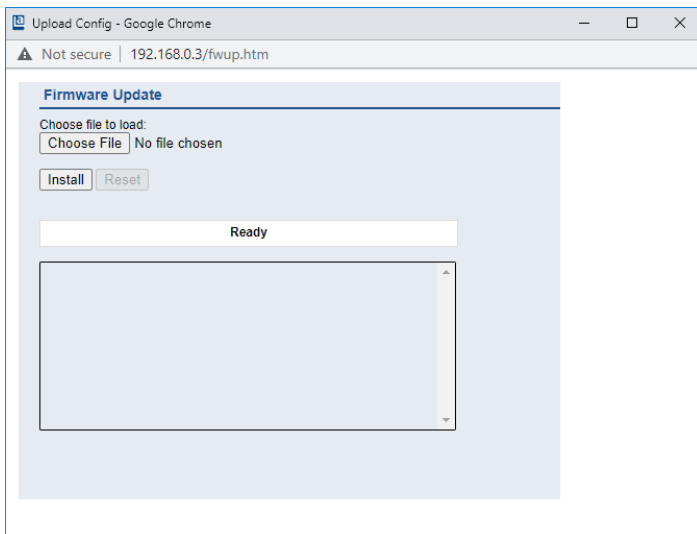 Upload Config - Google Chrome
Not secure | 192.168.0.3/fwup.htm
Firmware Update
Choose file to load:
Choose File No file chosen
Install Reset
Ready